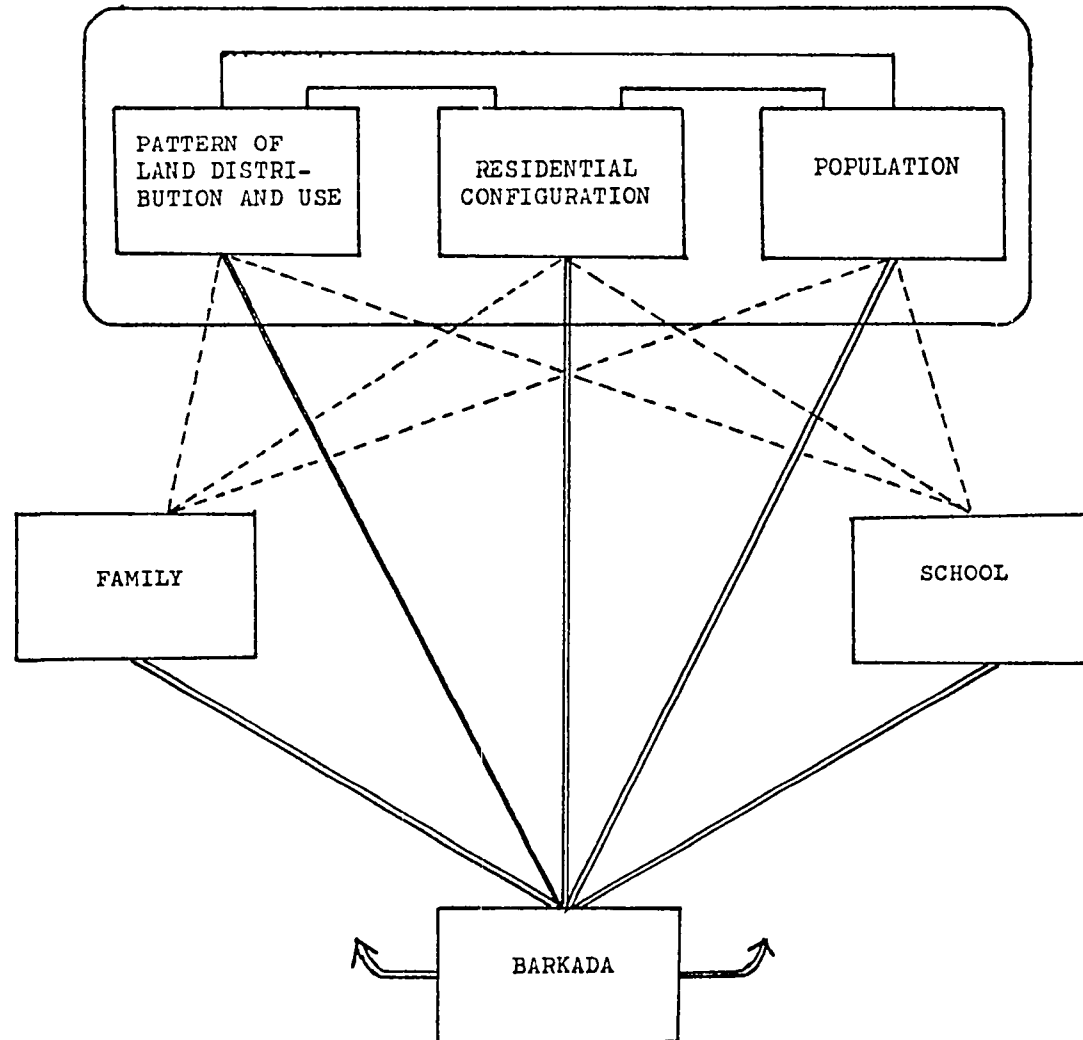 PATTERN OF
LAND DISTRI-
BUTION AND USE
RESIDENTIAL
CONFIGURATION
POPULATION
FAMILY
SCHOOL
BARKADA